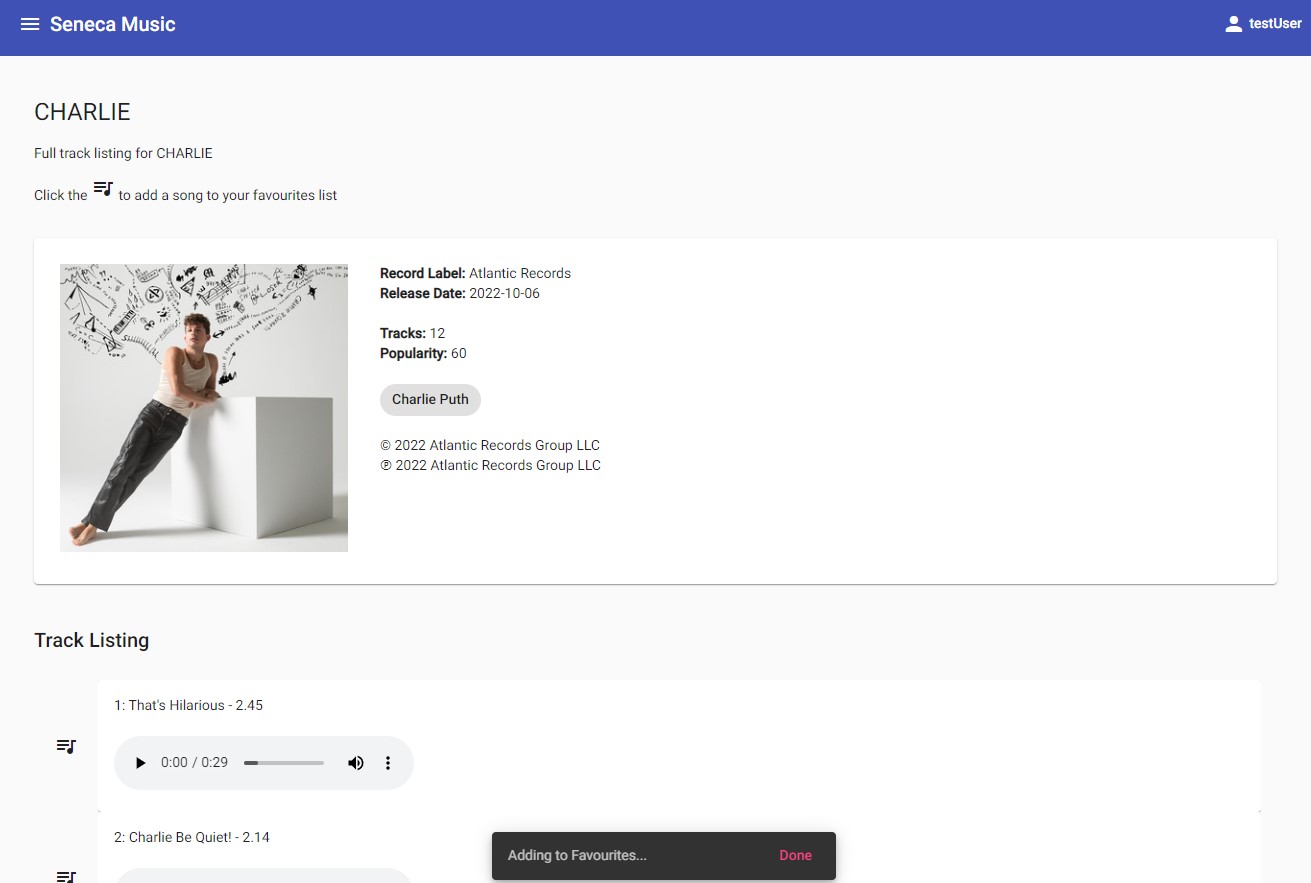 Seneca Music
testUser
CHARLIE
Full track listing for CHARLIE
Click the to add a song to your favourites list
Record Label: Atlantic Records
Release Date: 2022-10-06
Tracks: 12
Popularity: 60
Charlie Puth
© 2022 Atlantic Records Group LLC
℗ 2022 Atlantic Records Group LLC
Track Listing
1: That's Hilarious - 2.45
0:00 / 0:29
2: Charlie Be Quiet! - 2.14
Adding to Favourites...
Done